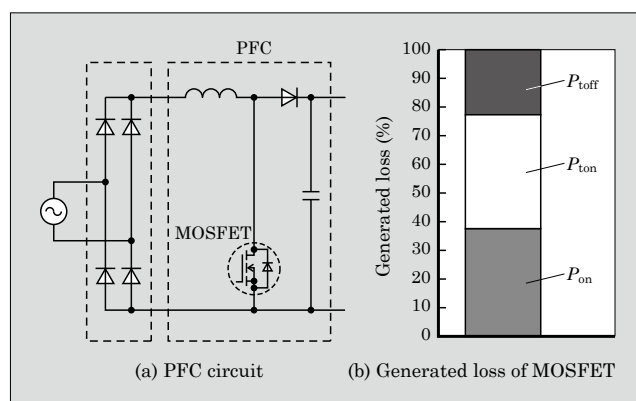 PFC
MOSFET
(a) PFC circuit
Generated loss (%)
100
90
80
70
60
50
40
30
20
10
0
Ptoff
Pton
Pon
(b) Generated loss of MOSFET